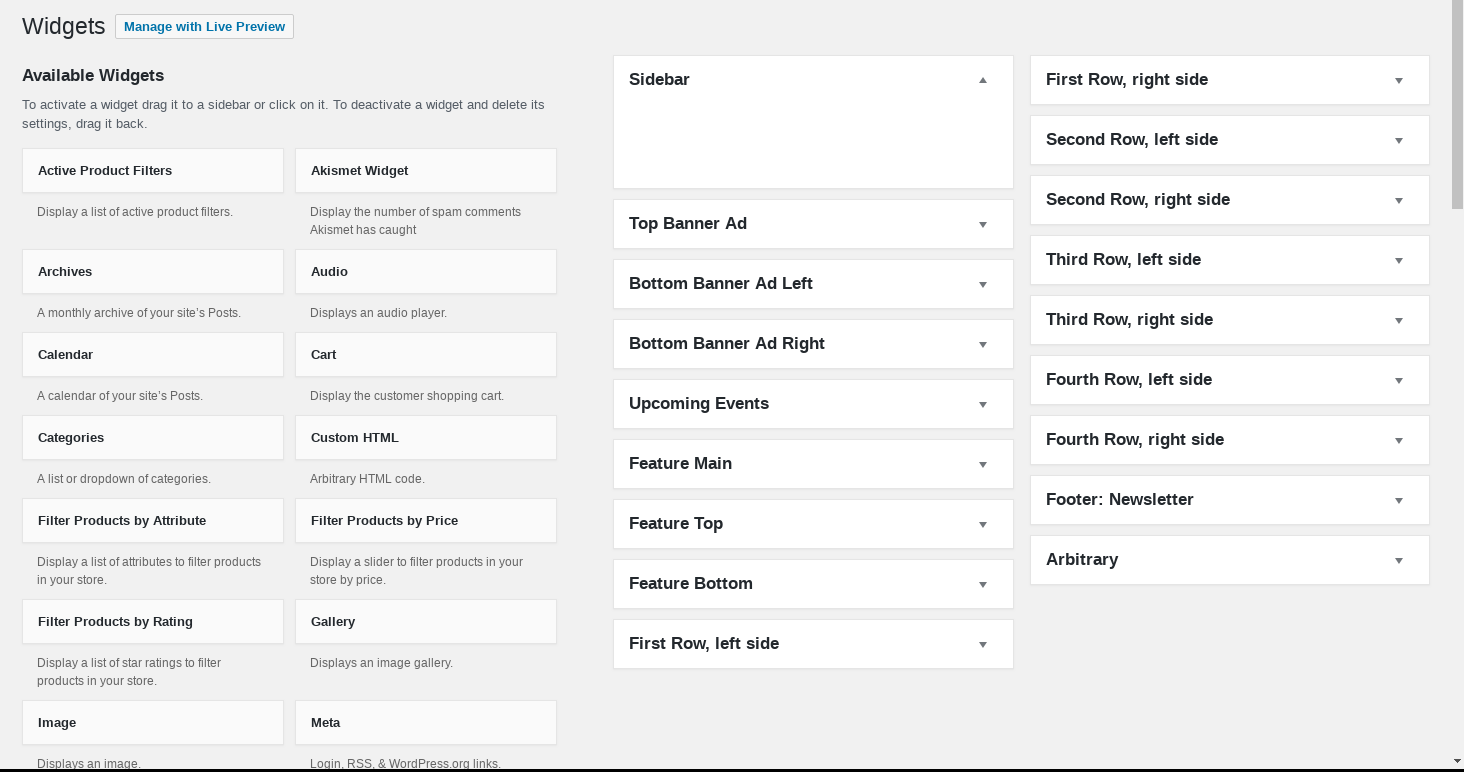 Widgets
Manage with Live Preview
Available Widgets
To activate a widget drag it to a sidebar or click on it. To deactivate a widget and delete its
settings, drag it back.
Active Product Filters
Display a list of active product filters.
Akismet Widget
Display the number of spam comments
Akismet has caught
Archives
A monthly archive of your site’s Posts.
Audio
Displays an audio player.
Calendar
A calendar of your site’s Posts.
Cart
Display the customer shopping cart.
Categories
A list or dropdown of categories.
Custom HTML
Arbitrary HTML code.
Filter Products by Attribute
Display a list of attributes to filter products
in your store.
Filter Products by Price
Display a slider to filter products in your
store by price.
Filter Products by Rating
Display a list of star ratings to filter
products in your store.
Gallery
Displays an image gallery.
Image
Displays an image.
Meta
Login, RSS, & WordPress.org links.
Sidebar
Top Banner Ad
Bottom Banner Ad Left
Bottom Banner Ad Right
Upcoming Events
Feature Main
Feature Top
Feature Bottom
First Row, left side
First Row, right side
Second Row, left side
Second Row, right side
Third Row, left side
Third Row, right side
Fourth Row, left side
Fourth Row, right side
Footer: Newsletter
Arbitrary